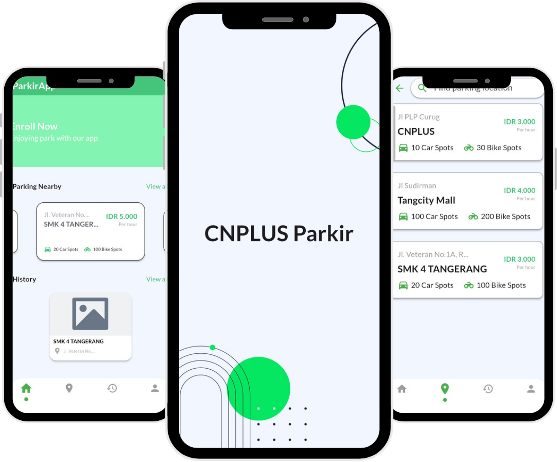 ParkirApp
Enroll Now
Enjoying park with our app
Parking Nearby
View a
Jl. Veteran No...
SMK 4 TANGER...
IDR 5.000
Per hour
20 Car Spots
100 Bike Spots
History
View a
SMK 4 TANGERANG
Jl. Veteran No...
CNPLUS Parkir
Find parking location
Jl PLP Curug
CNPLUS
IDR 3.000
Per hour
10 Car Spots
30 Bike Spots
Jl Sudirman
Tangcity Mall
IDR 4.000
Per hour
100 Car Spots
200 Bike Spots
Jl. Veteran No.1A, R...
SMK 4 TANGERANG
IDR 3.000
Per hour
20 Car Spots
100 Bike Spots